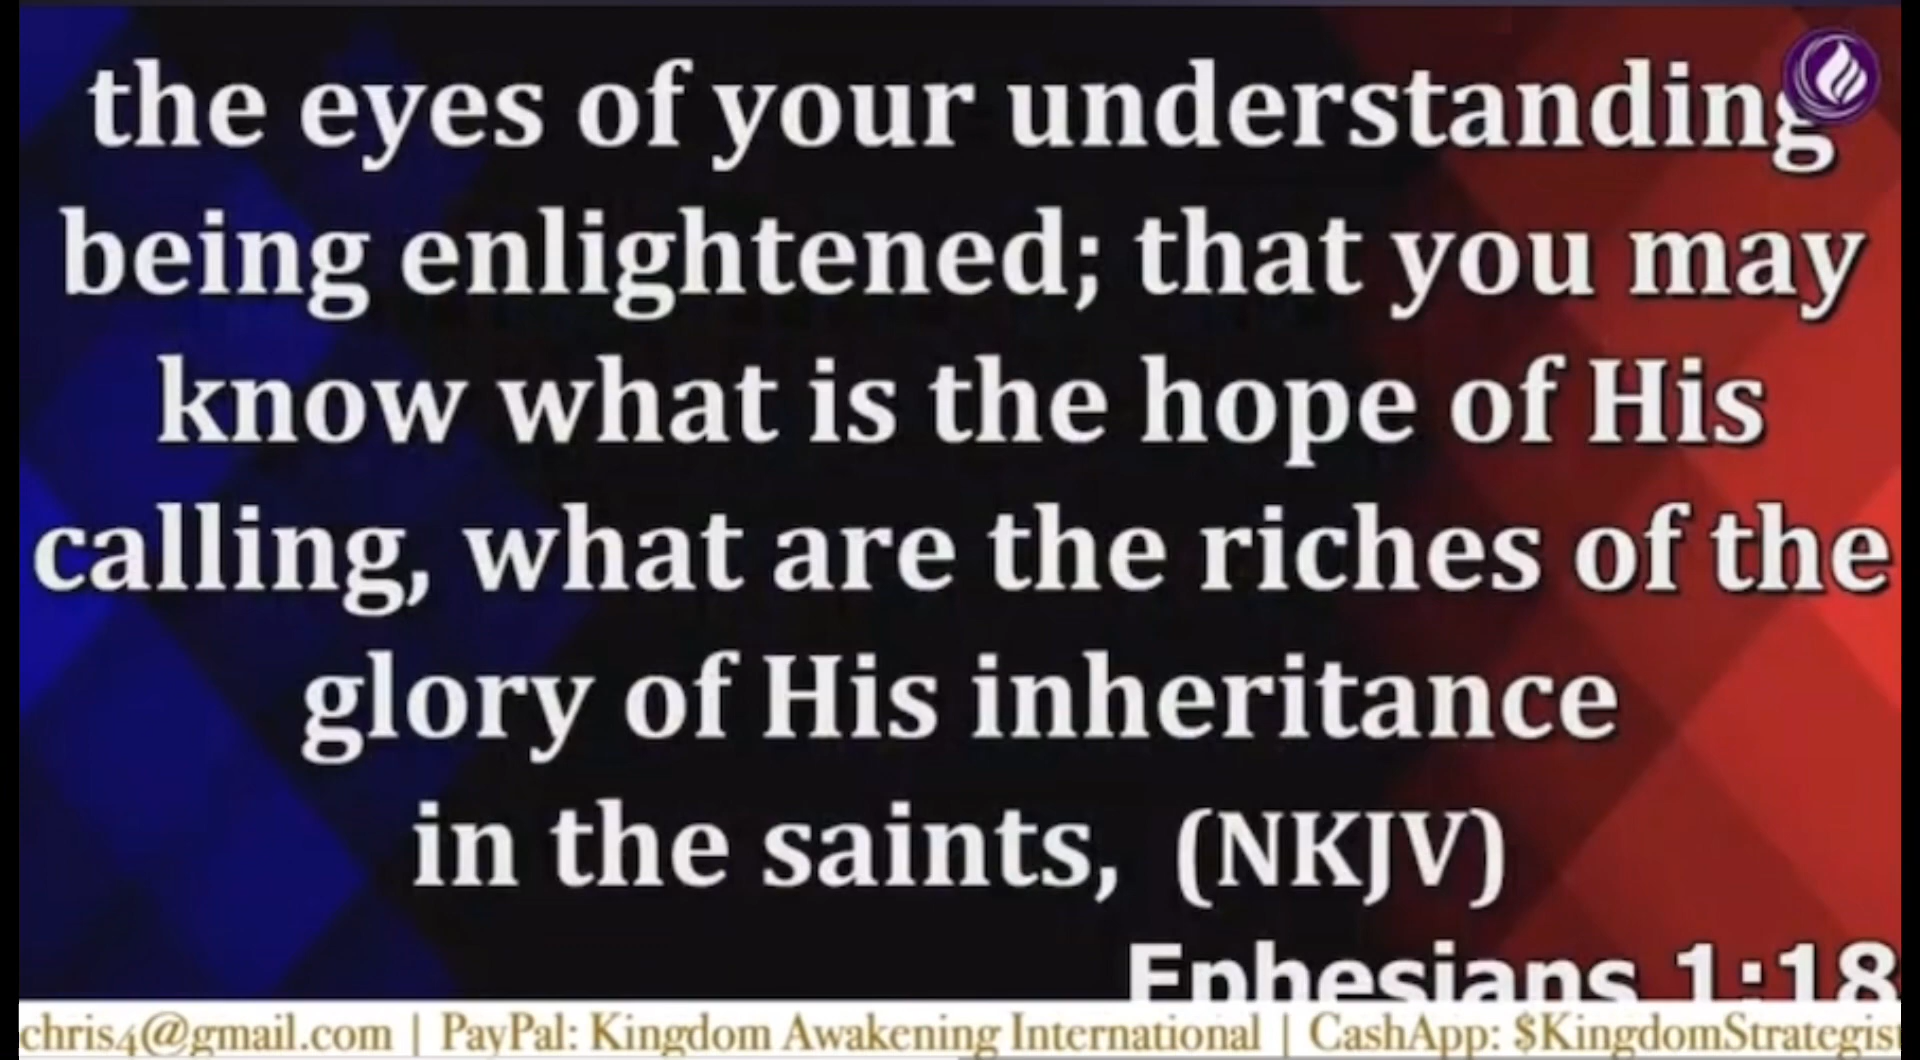 the eyes of your understanding
being enlightened; that you may
know what is the hope of His
calling, what are the riches of the
glory of His inheritance
in the saints, (NKJV)
Ephesians 1:18
chris4@gmail.com | PayPal: Kingdom Awakening International | CashApp: $KingdomStrategist